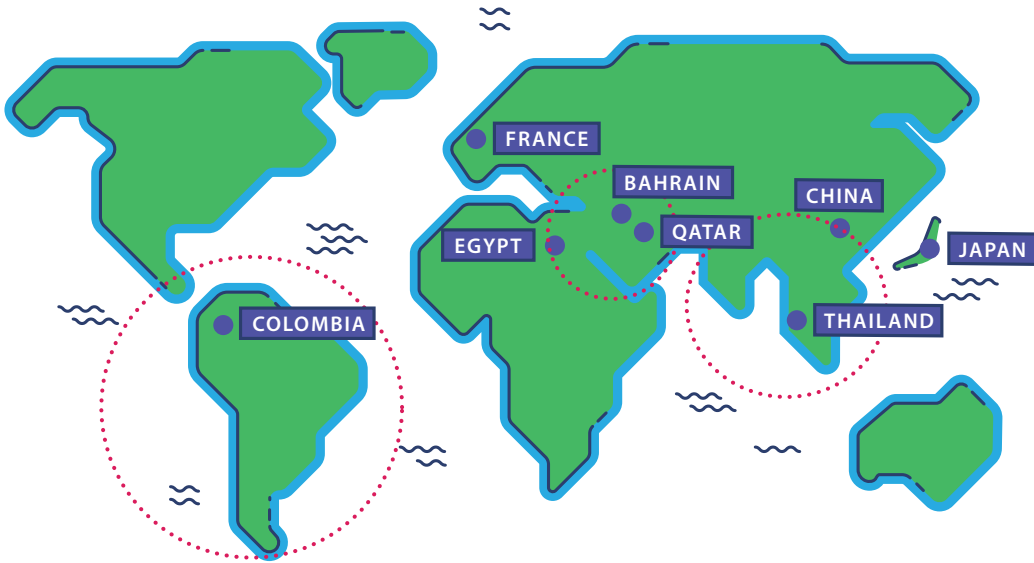 FRANCE
BAHRAIN
CHINA
QATAR
EGYPT
JAPAN
COLOMBIA
THAILAND